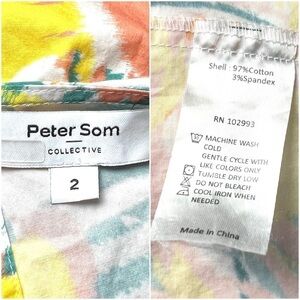 Peter Som
COLLECTIVE
2
Shell : 97%Cotton
3%Spandex
RN 102993
MACHINE WASH
COLD
GENTLE CYCLE WITH
LIKE COLORS ONLY
TUMBLE DRY LOW
DO NOT BLEACH
COOL IRON WHEN
NEEDED
Made in China